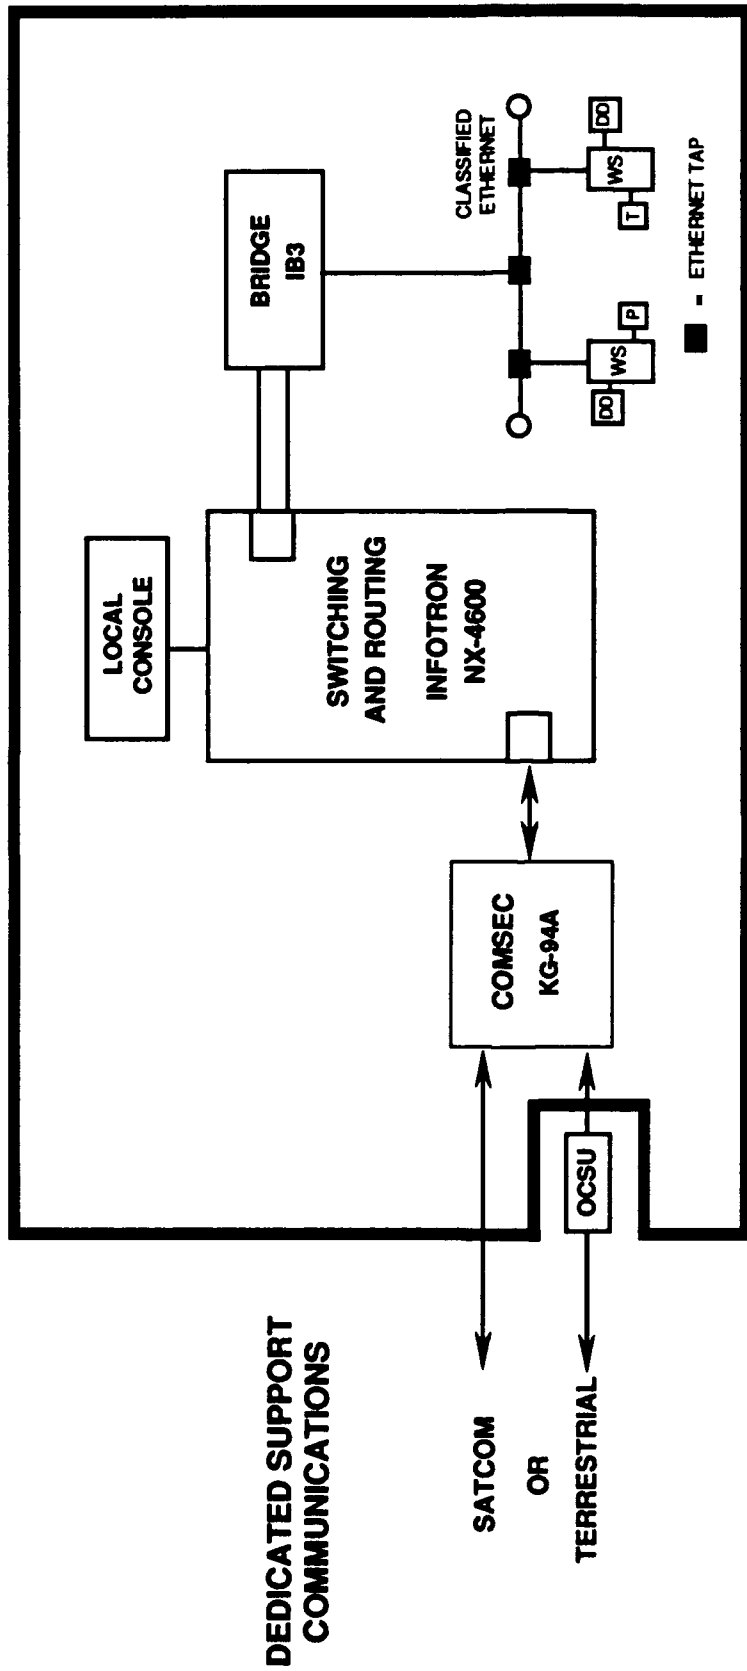 DEDICATED SUPPORT
COMMUNICATIONS
SATCOM
OR
TERRESTRIAL
OCSU
COMSEC
KG-94A
LOCAL
CONSOLE
SWITCHING
AND ROUTING
INFOTRON
NX-4600
BRIDGE
IB3
CLASSIFIED
ETHERNET
DD
WS
P
T
WS
DD
- ETHERNET TAP